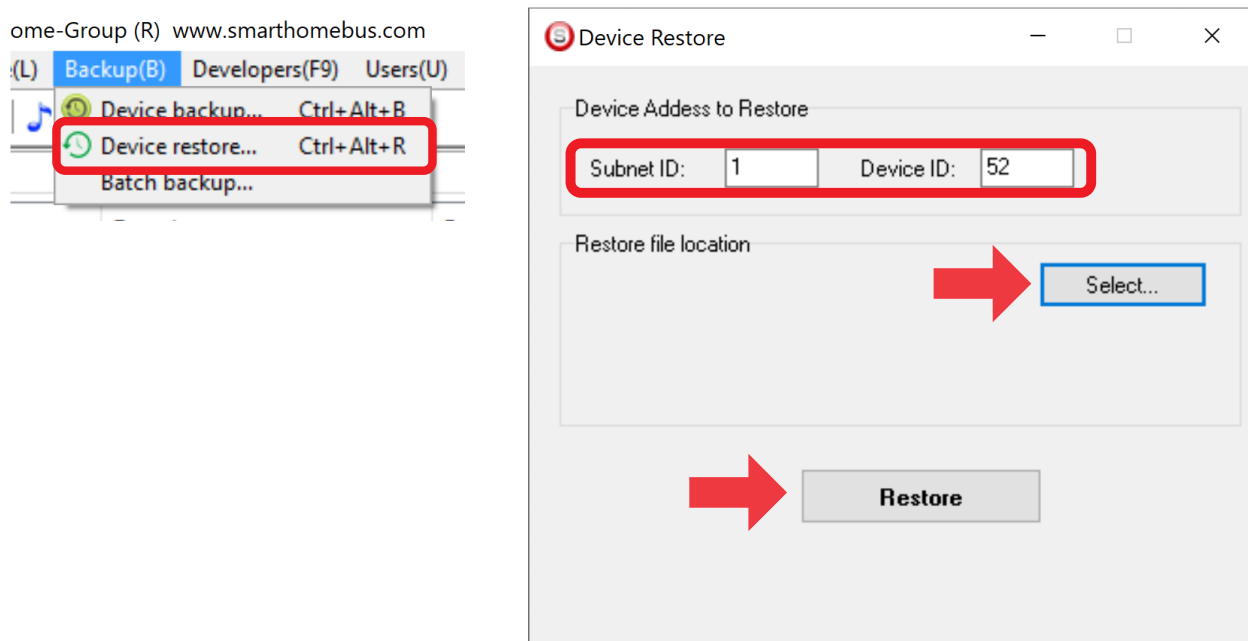 ome-Group (R) www.smarthomebus.com
(L) Backup(B) Developers(F9) Users(U)
Device backup... Ctrl+Alt+B
Device restore... Ctrl+Alt+R
Batch backup...
S Device Restore
Device Addess to Restore
Subnet ID: 1 Device ID: 52
Restore file location
Select...
Restore